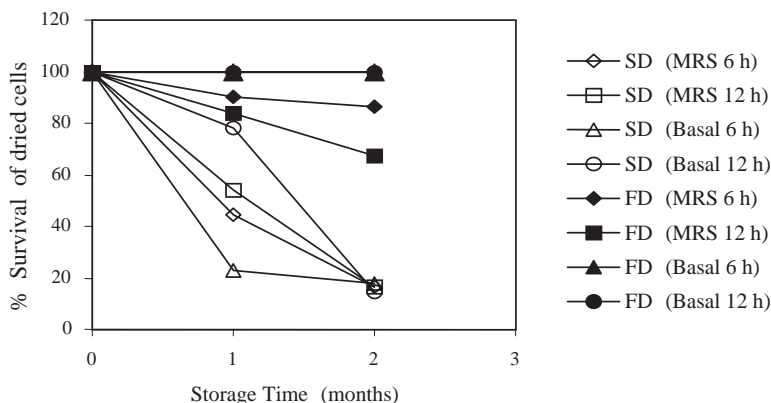 120
100
80
60
40
20
0
% Survival of dried cells
0 1 2 3
Storage Time (months)
SD (MRS 6 h)
SD (MRS 12 h)
SD (Basal 6 h)
SD (Basal 12 h)
FD (MRS 6 h)
FD (MRS 12 h)
FD (Basal 6 h)
FD (Basal 12 h)